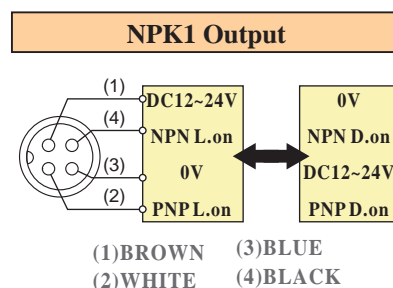 NPK1 Output
(1)
DC12~24V
0V
(4)
NPN L.on
NPN D.on
(3)
0V
DC12~24V
(2)
PNP L.on
PNP D.on
(1)BROWN (3)BLUE
(2)WHITE (4)BLACK